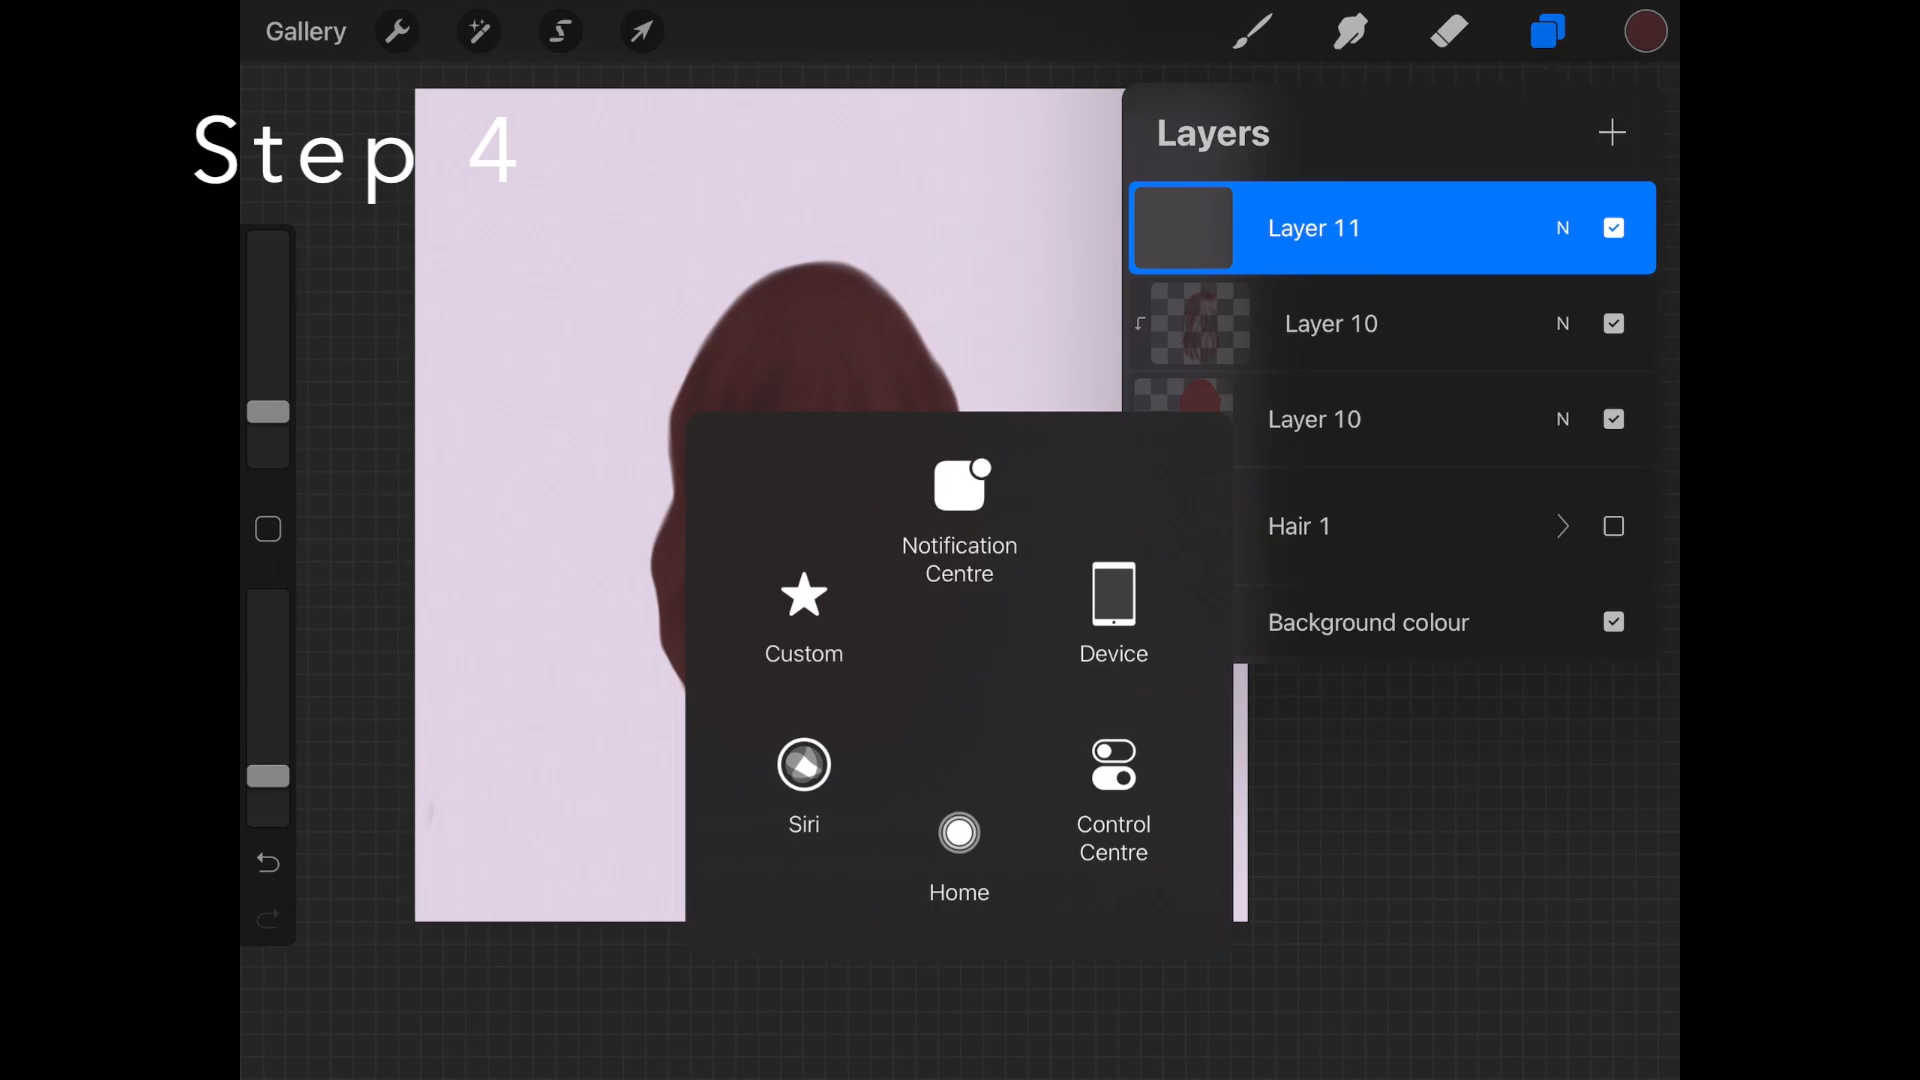 Gallery
Step 4
Layers
Layer 11 N
Layer 10 N
Layer 10 N
Hair 1
Background colour
Notification
Centre
Custom
Device
Siri
Control
Centre
Home